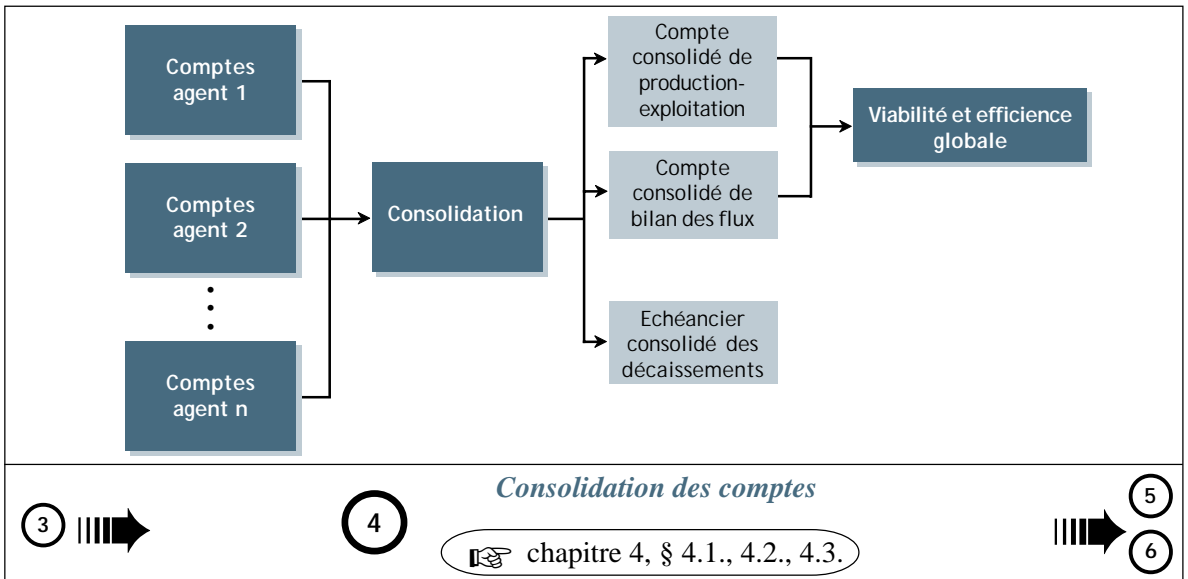 Comptes
agent 1
Comptes
agent 2
Comptes
agent n
Consolidation
Compte
consolidé de
production-
exploitation
Compte
consolidé de
bilan des flux
Echéancier
consolidé des
décaissements
Viabilité et efficience
globale
3
4
Consolidation des comptes
☞ chapitre 4, § 4.1., 4.2., 4.3.
5
6